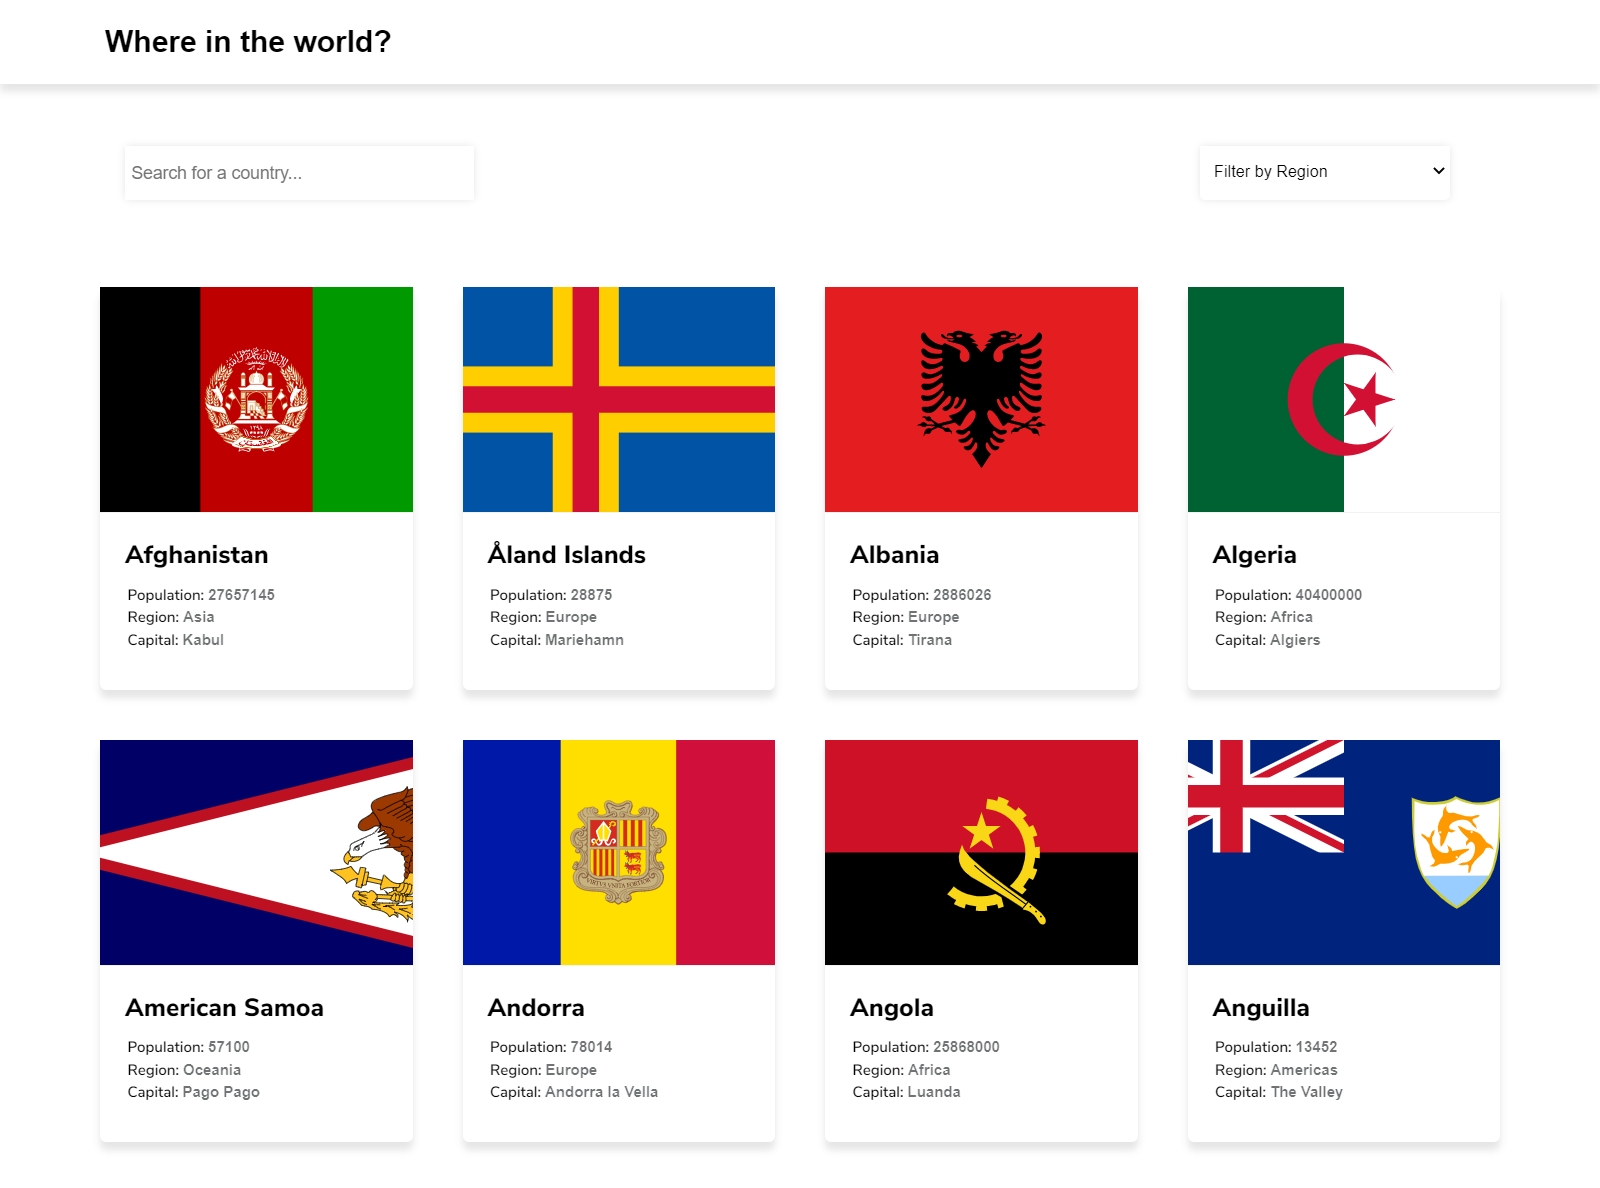 Where in the world?
Search for a country...
Filter by Region
Afghanistan
Population: 27657145
Region: Asia
Capital: Kabul
Åland Islands
Population: 28875
Region: Europe
Capital: Mariehamn
Albania
Population: 2886026
Region: Europe
Capital: Tirana
Algeria
Population: 40400000
Region: Africa
Capital: Algiers
American Samoa
Population: 57100
Region: Oceania
Capital: Pago Pago
VIRTVS VNITA FORTIOR
Andorra
Population: 78014
Region: Europe
Capital: Andorra la Vella
Angola
Population: 25868000
Region: Africa
Capital: Luanda
Anguilla
Population: 13452
Region: Americas
Capital: The Valley